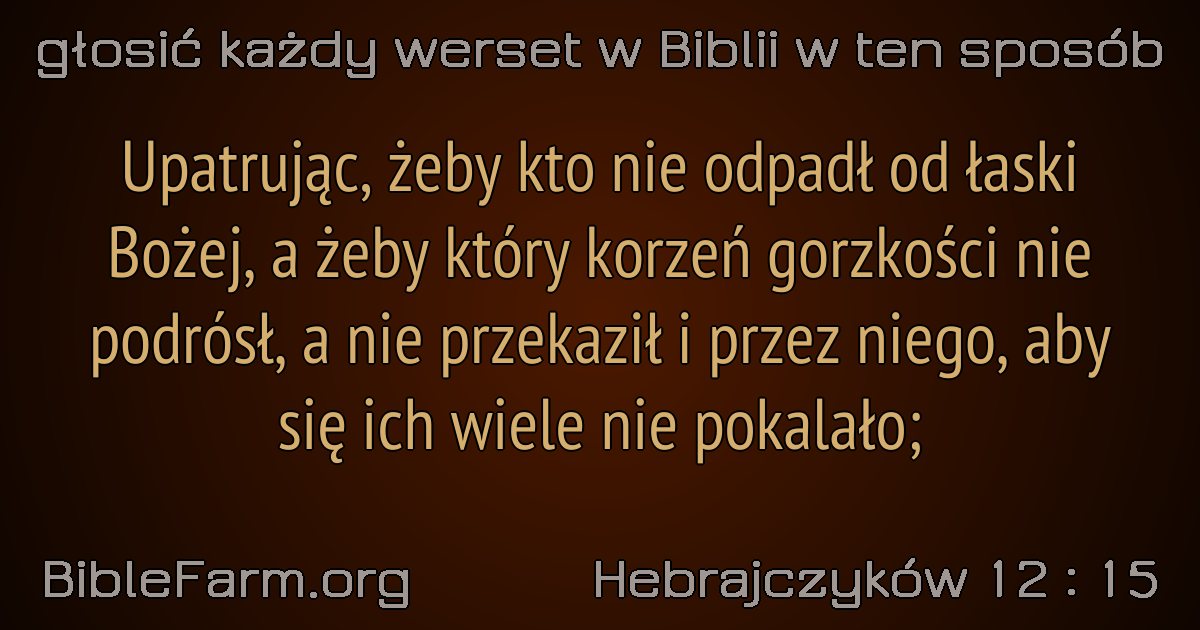 głosić każdy werset w Biblii w ten sposób
Upatrując, żeby kto nie odpadł od łaski
Bożej, a żeby który korzeń gorzkości nie
podrósł, a nie przekaził i przez niego, aby
się ich wiele nie pokalało;
BibleFarm.org
Hebrajczyków 12 : 15